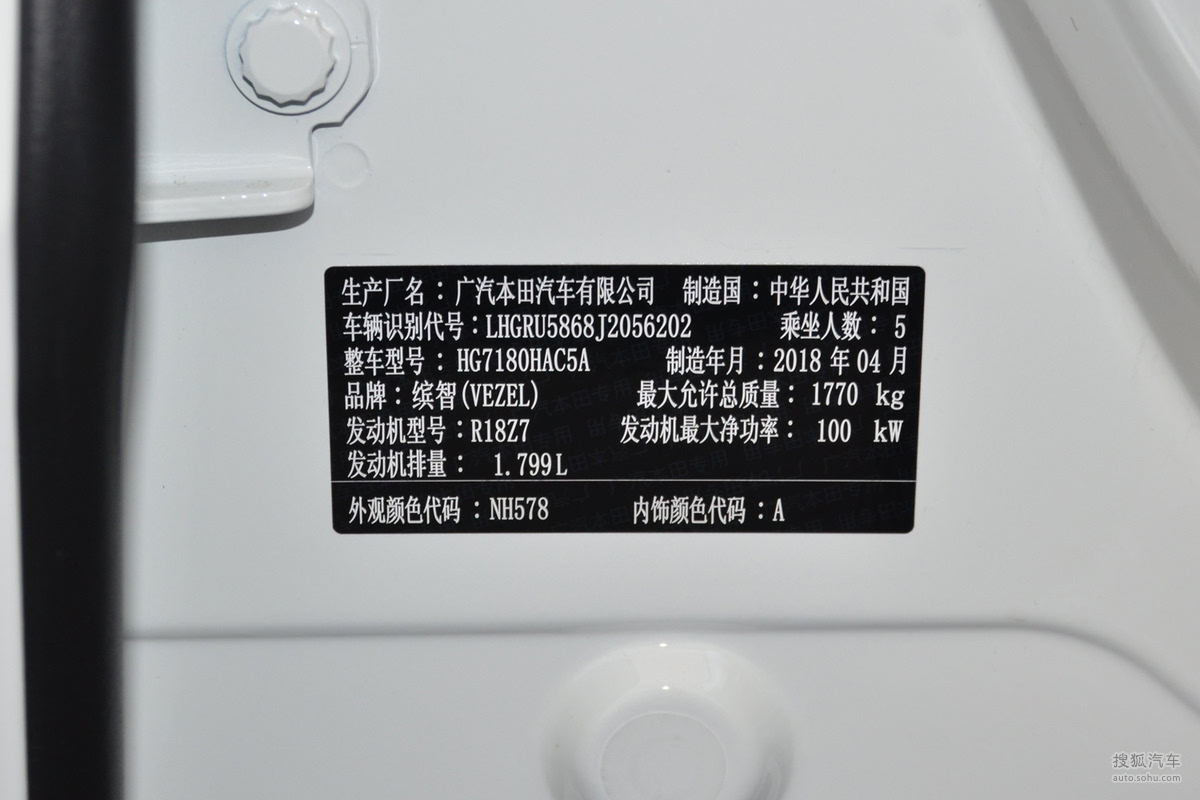 生产厂名：广汽本田汽车有限公司 制造国：中华人民共和国
车辆识别代号：LHGRU5868J2056202 乘坐人数：5
整车型号：HG7180HAC5A 制造年月：2018 年 04 月
品牌：缤智(VEZEL) 最大允许总质量：1770 kg
发动机型号：R18Z7 发动机最大净功率：100 kW
发动机排量：1.799L
外观颜色代码：NH578 内饰颜色代码：A
搜狐汽车
auto.sohu.com